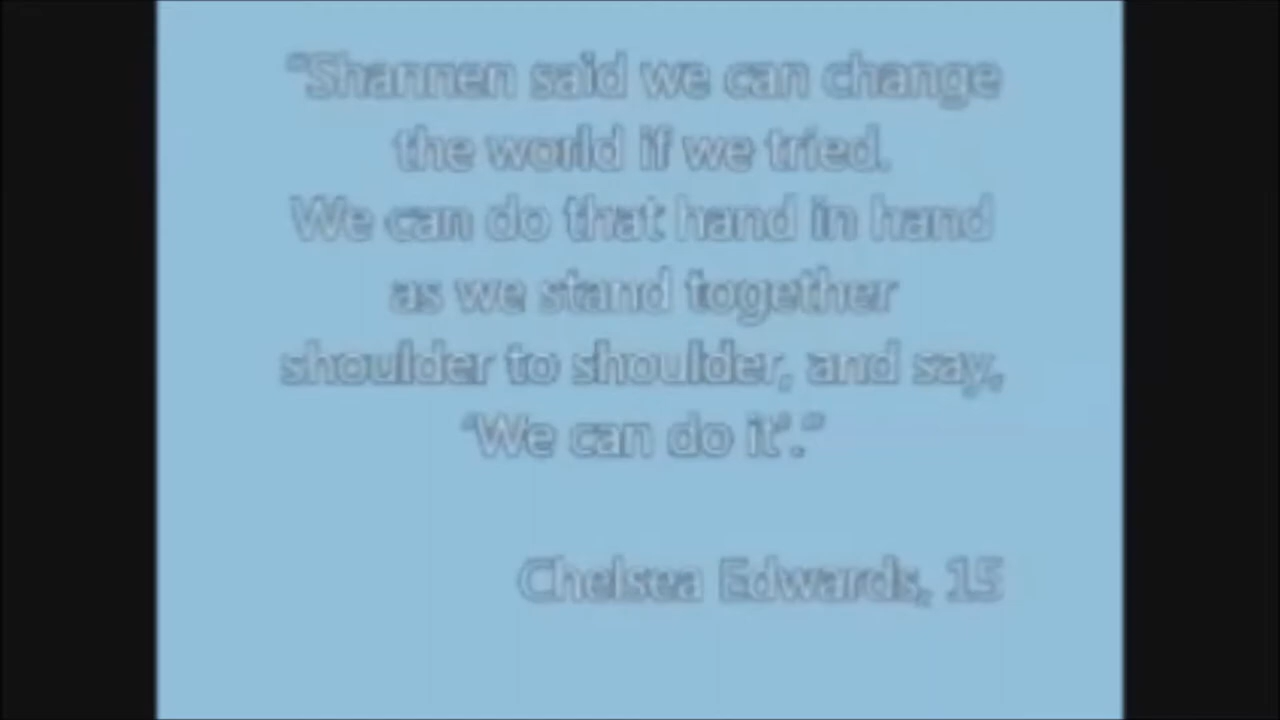 “Shannen said we can change
the world if we tried.
We can do that hand in hand
as we stand together
shoulder to shoulder, and say,
‘We can do it’.”
Chelsea Edwards, 15